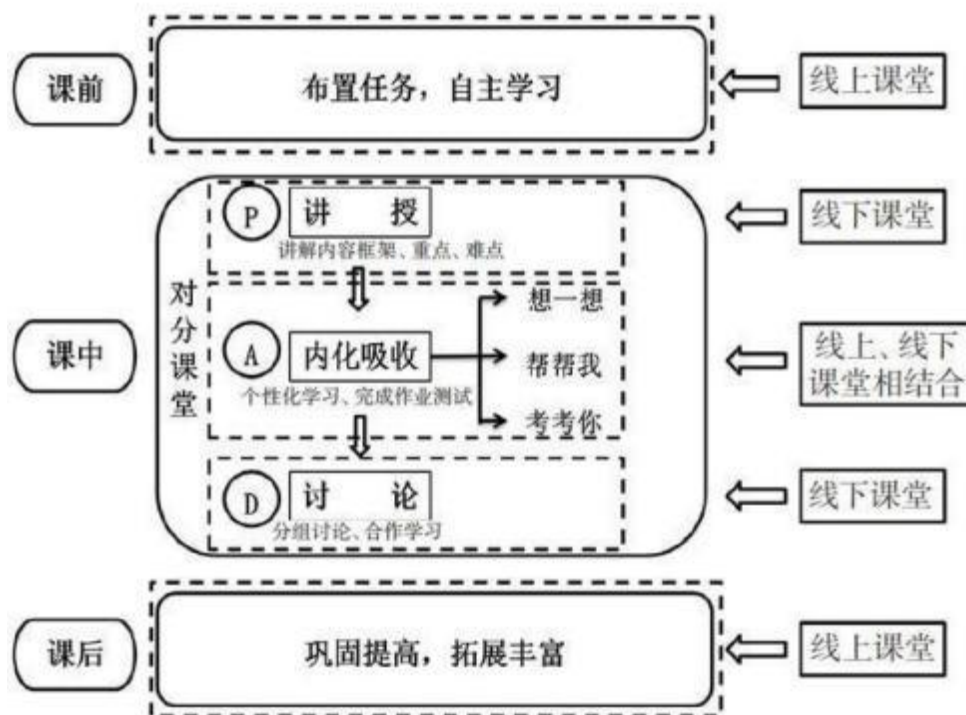 课前
布置任务，自主学习
线上课堂
课中
对分课堂
P
讲 授
讲解内容框架、重点、难点
线下课堂
A
内化吸收
个性化学习、完成作业测试
想一想
帮帮我
考考你
线上、线下
课堂相结合
D
讨 论
分组讨论、合作学习
线下课堂
课后
巩固提高，拓展丰富
线上课堂